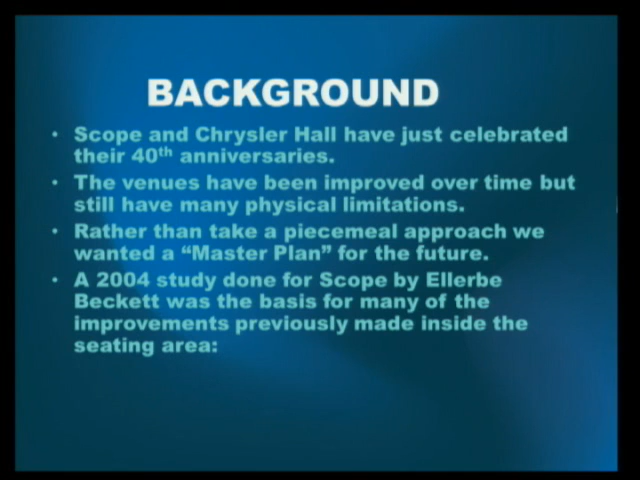 BACKGROUND
• Scope and Chrysler Hall have just celebrated
their 40th anniversaries.
• The venues have been improved over time but
still have many physical limitations.
• Rather than take a piecemeal approach we
wanted a “Master Plan” for the future.
• A 2004 study done for Scope by Ellerbe
Beckett was the basis for many of the
improvements previously made inside the
seating area: